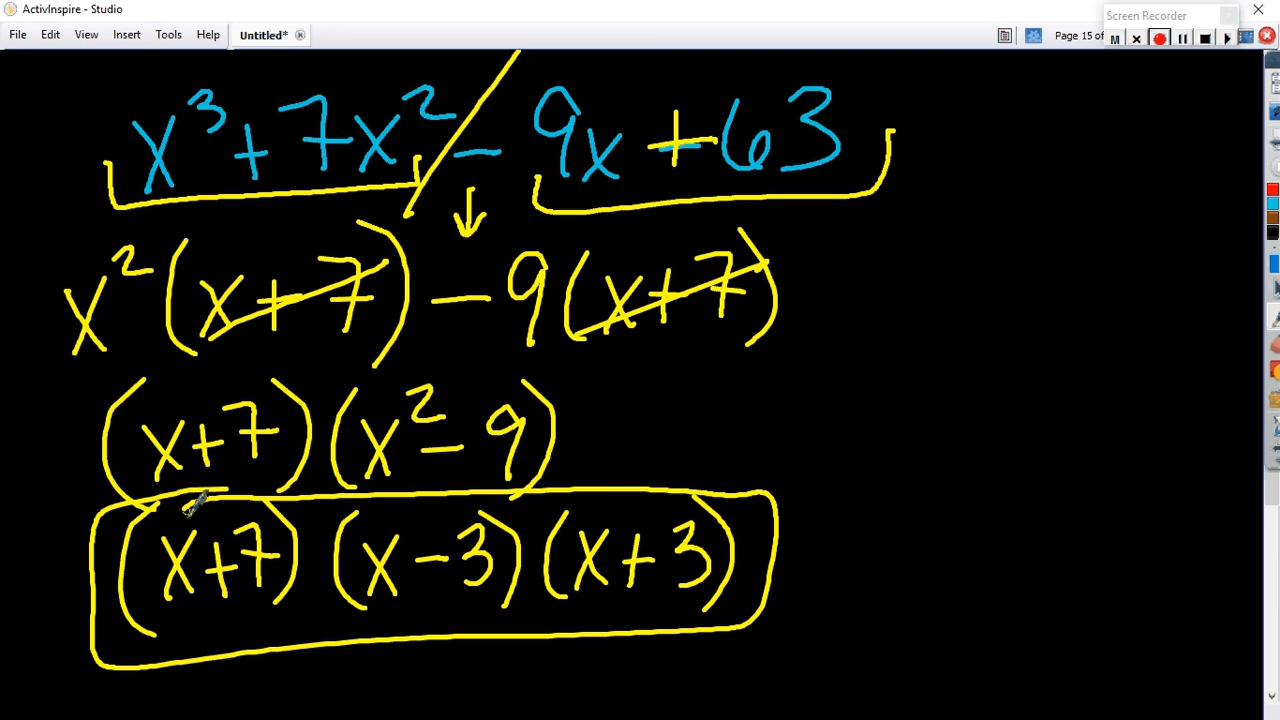 ActivInspire - Studio
Screen Recorder
File Edit View Insert Tools Help Untitled* Page 15 of
M
x³ + 7x² - 9x + 63
x² (x + 7) - 9 (x + 7)
(x + 7) (x² - 9)
(x + 7) (x - 3) (x + 3)